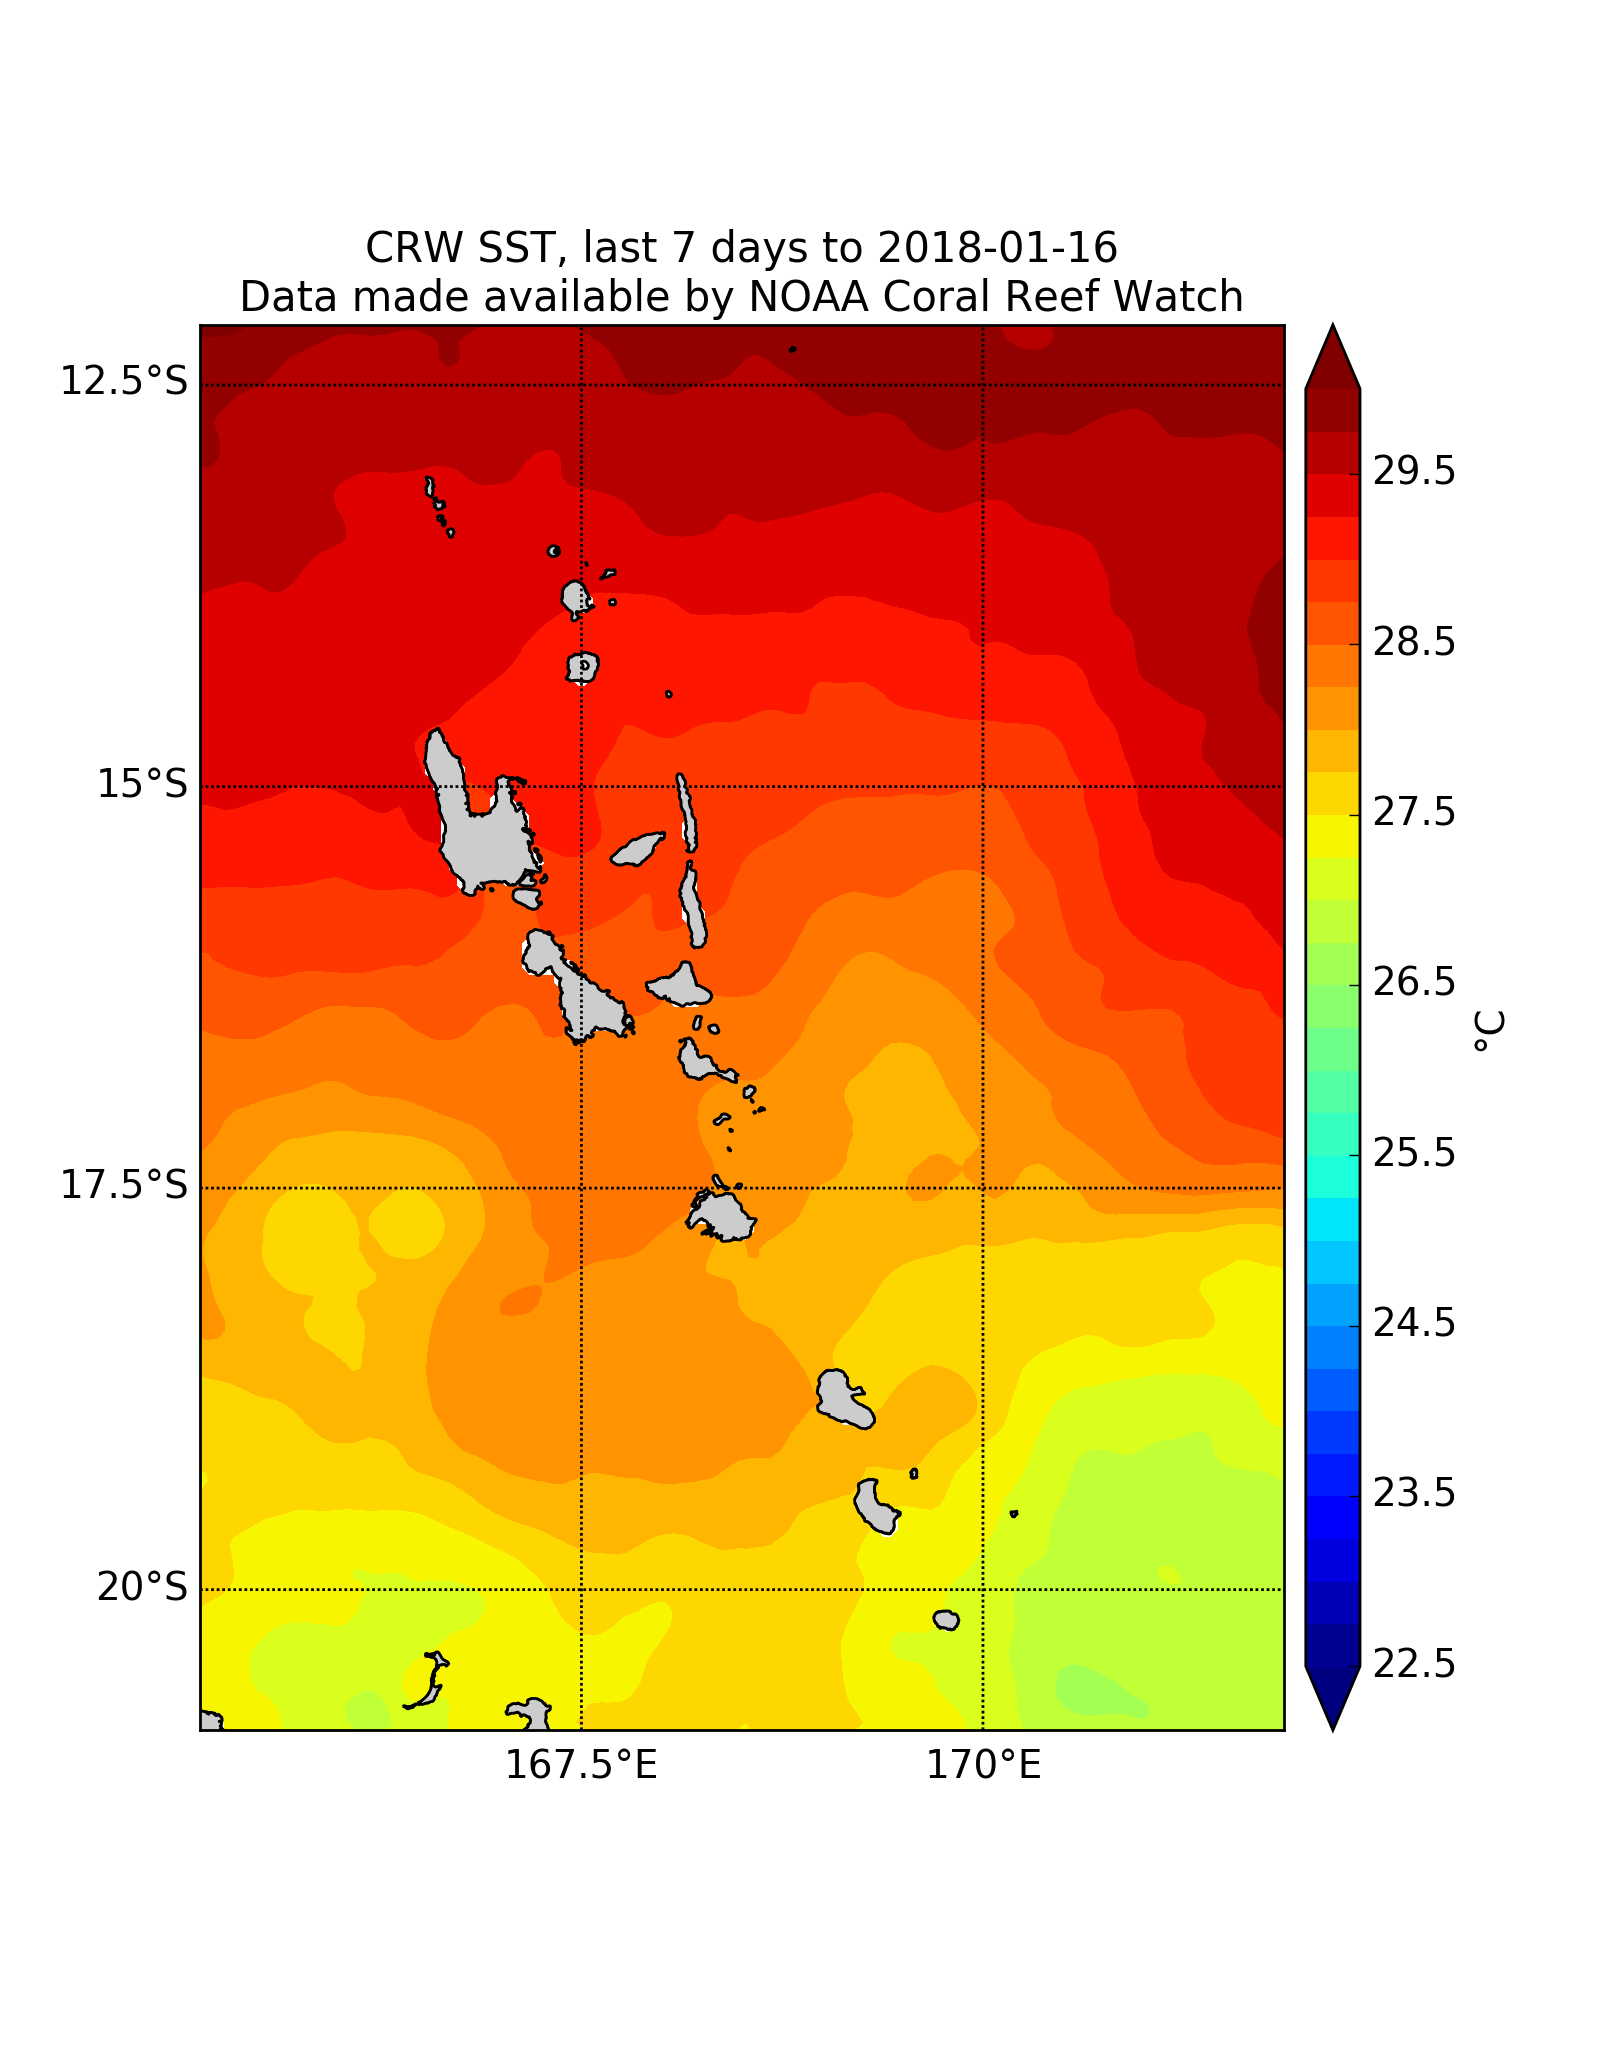 CRW SST, last 7 days to 2018-01-16
Data made available by NOAA Coral Reef Watch
12.5°S
15°S
17.5°S
20°S
167.5°E
170°E
29.5
28.5
27.5
26.5
25.5
24.5
23.5
22.5
°C